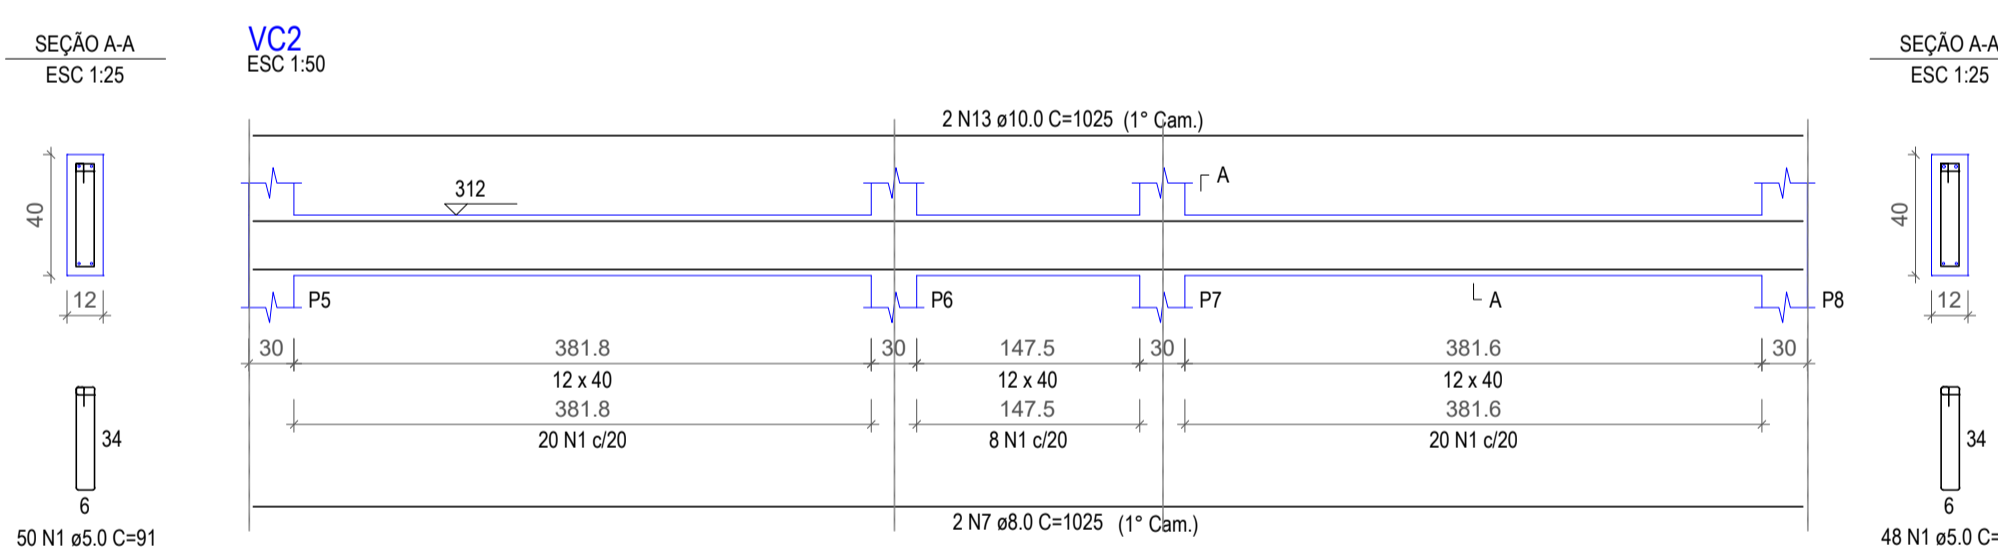 SEÇÃO A-A
ESC 1:25
40
12
34
6
50 N1 ø5.0 C=91
VC2
ESC 1:50
2 N13 ø10.0 C=1025 (1° Cam.)
312
A
P5
P6
P7
A
P8
30 381.8 30 147.5 30 381.6 30
12 x 40 12 x 40 12 x 40
381.8 147.5 381.6
20 N1 c/20 8 N1 c/20 20 N1 c/20
2 N7 ø8.0 C=1025 (1° Cam.)
SEÇÃO A-A
ESC 1:25
40
12
34
6
48 N1 ø5.0 C=